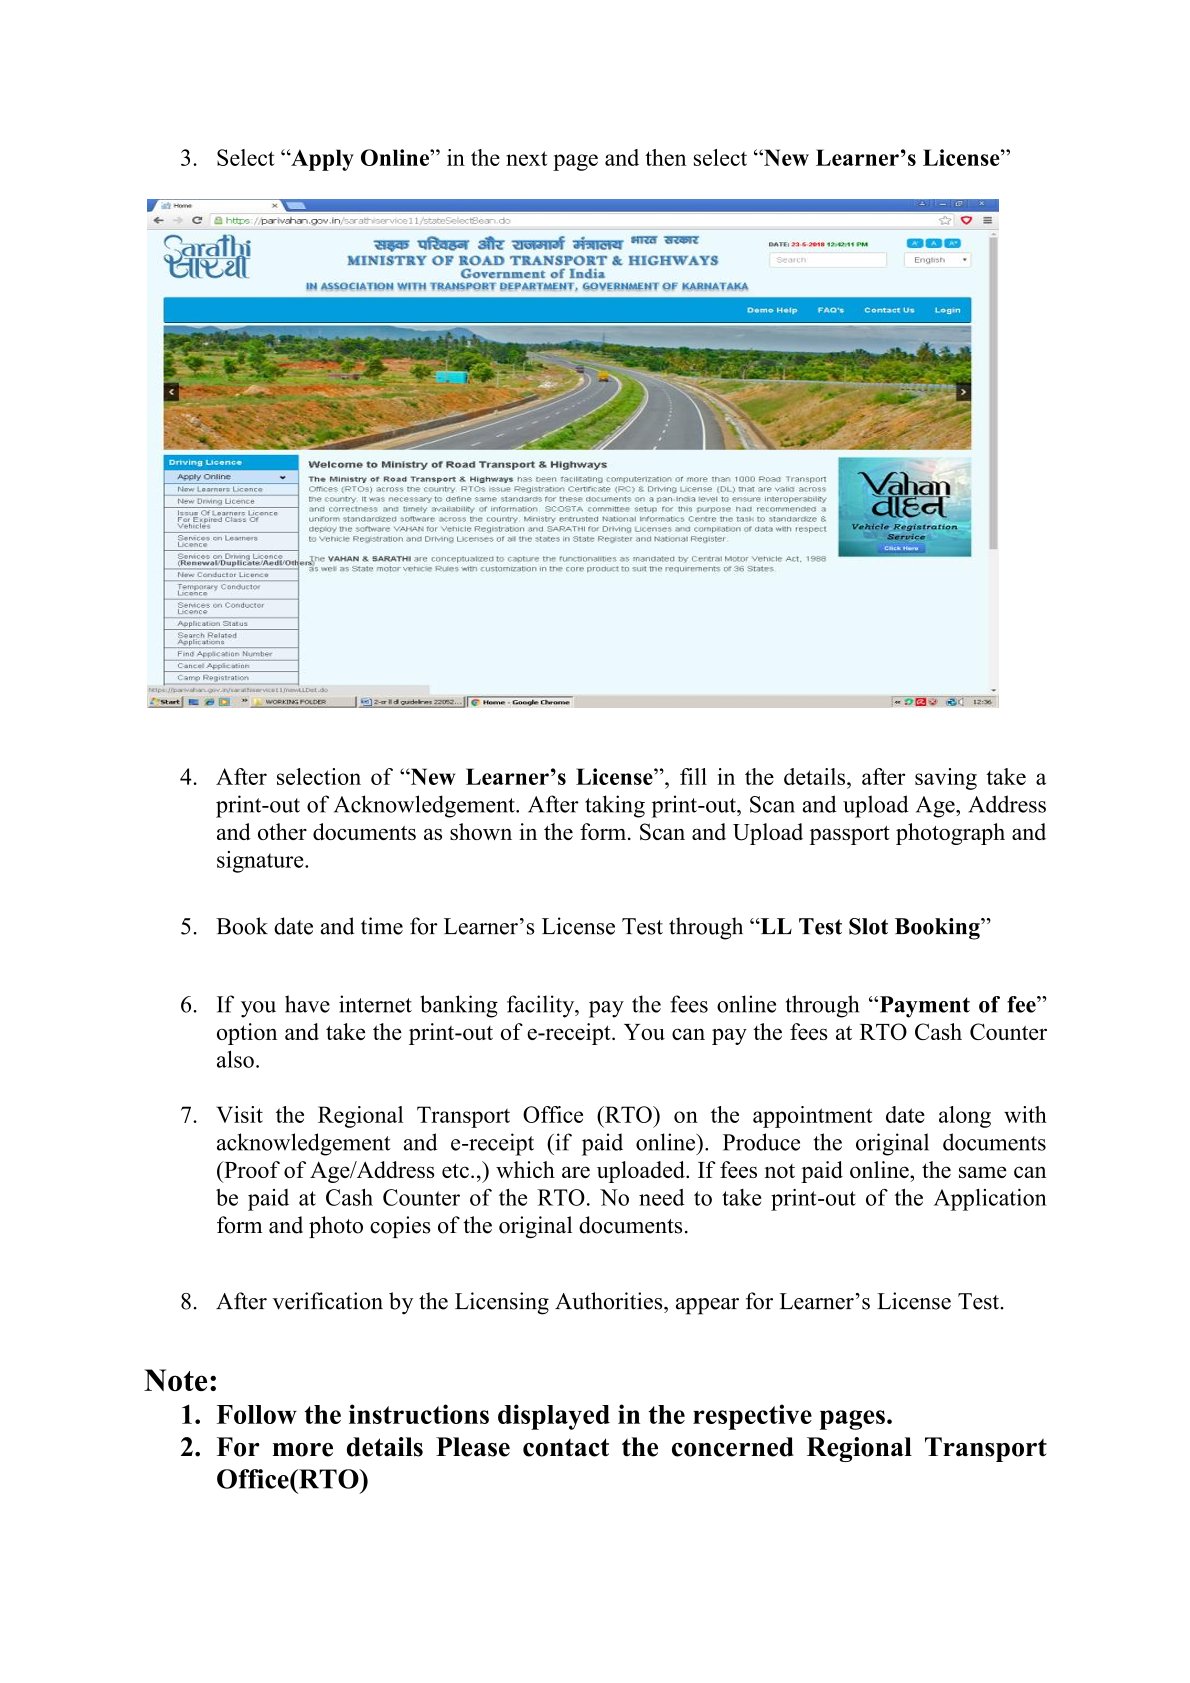 3. Select “Apply Online” in the next page and then select “New Learner’s License”
Home
https://parivahan.gov.in/sarathiservice11/stateSelectBean.do
Sarathi
सारथी
सड़क परिवहन और राजमार्ग मंत्रालय भारत सरकार
MINISTRY OF ROAD TRANSPORT & HIGHWAYS
Government of India
IN ASSOCIATION WITH TRANSPORT DEPARTMENT, GOVERNMENT OF KARNATAKA
DATE: 23-5-2018 12:42:11 PM
A- A A+
Search
English
Demo Help FAQ's Contact Us Login
Driving Licence
Apply Online
New Learners Licence
New Driving Licence
Issue Of Learners Licence
For Expired Class Of
Vehicles
Services on Learners
Licence
Services on Driving Licence
(Renewal/Duplicate/Aedl/Others)
New Conductor Licence
Temporary Conductor
Licence
Services on Conductor
Licence
Application Status
Search Related
Applications
Find Application Number
Cancel Application
Camp Registration
Welcome to Ministry of Road Transport & Highways
The Ministry of Road Transport & Highways has been facilitating computerization of more than 1000 Road Transport
Offices (RTOs) across the country. RTOs issue Registration Certificate (RC) & Driving License (DL) that are valid across
the country. It was necessary to define same standards for these documents on a pan-India level to ensure interoperability
and correctness and timely availability of information. SCOSTA committee setup for this purpose had recommended a
uniform standardized software across the country. Ministry entrusted National Informatics Centre the task to standardize &
deploy the software VAHAN for Vehicle Registration and SARATHI for Driving Licenses and compilation of data with respect
to Vehicle Registration and Driving Licenses of all the states in State Register and National Register.
The VAHAN & SARATHI are conceptualized to capture the functionalities as mandated by Central Motor Vehicle Act, 1988
as well as State motor vehicle Rules with customization in the core product to suit the requirements of 36 States.
Vahan
वाहन
Vehicle Registration
Service
Click Here
https://parivahan.gov.in/sarathiservice11/newLLDet.do
Start WORKING FOLDER 2-sr ll dl guidelines 22052... Home - Google Chrome 12:36
4. After selection of “New Learner’s License”, fill in the details, after saving take a
print-out of Acknowledgement. After taking print-out, Scan and upload Age, Address
and other documents as shown in the form. Scan and Upload passport photograph and
signature.
5. Book date and time for Learner’s License Test through “LL Test Slot Booking”
6. If you have internet banking facility, pay the fees online through “Payment of fee”
option and take the print-out of e-receipt. You can pay the fees at RTO Cash Counter
also.
7. Visit the Regional Transport Office (RTO) on the appointment date along with
acknowledgement and e-receipt (if paid online). Produce the original documents
(Proof of Age/Address etc.,) which are uploaded. If fees not paid online, the same can
be paid at Cash Counter of the RTO. No need to take print-out of the Application
form and photo copies of the original documents.
8. After verification by the Licensing Authorities, appear for Learner’s License Test.
Note:
1. Follow the instructions displayed in the respective pages.
2. For more details Please contact the concerned Regional Transport
Office(RTO)